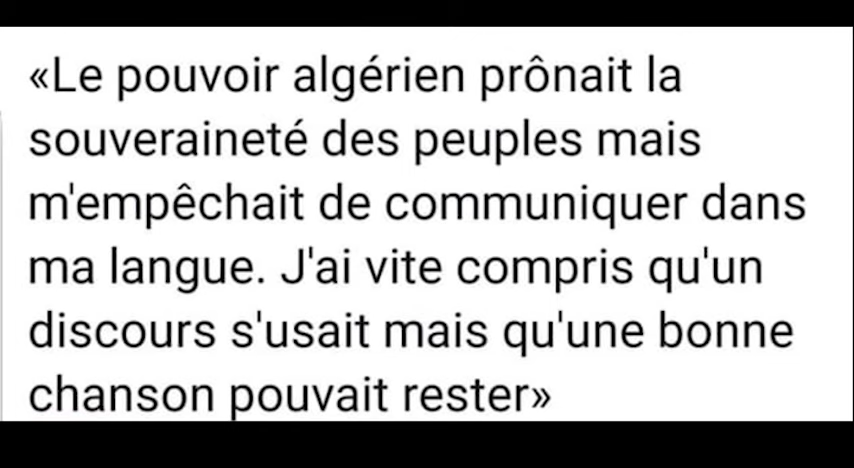 «Le pouvoir algérien prônait la
souveraineté des peuples mais
m'empêchait de communiquer dans
ma langue. J'ai vite compris qu'un
discours s'usait mais qu'une bonne
chanson pouvait rester»